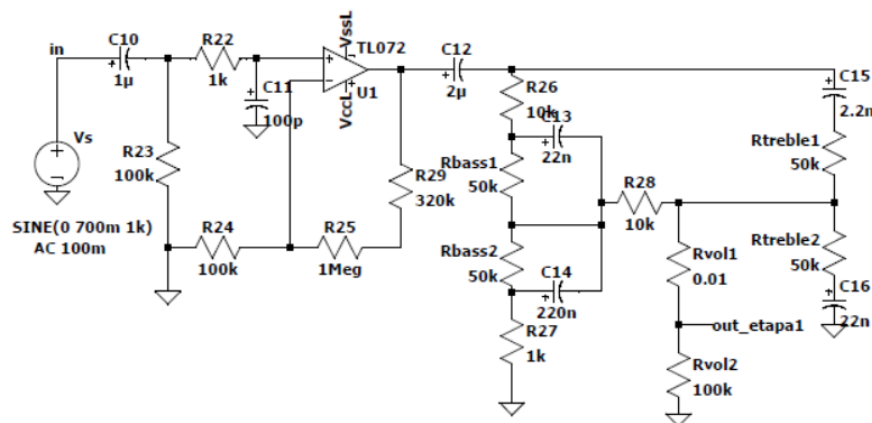 in
C10
1µ
R22
1k
C11
100p
VssL
TL072
U1
VccL
C12
2µ
R26
10k
C13
22n
C15
2.2n
Rtreble1
50k
Vs
R23
100k
R29
320k
Rbass1
50k
R28
10k
SINE(0 700m 1k)
AC 100m
R24
100k
R25
1Meg
Rbass2
50k
C14
220n
Rvol1
0.01
Rtreble2
50k
C16
22n
R27
1k
out_etapa1
Rvol2
100k